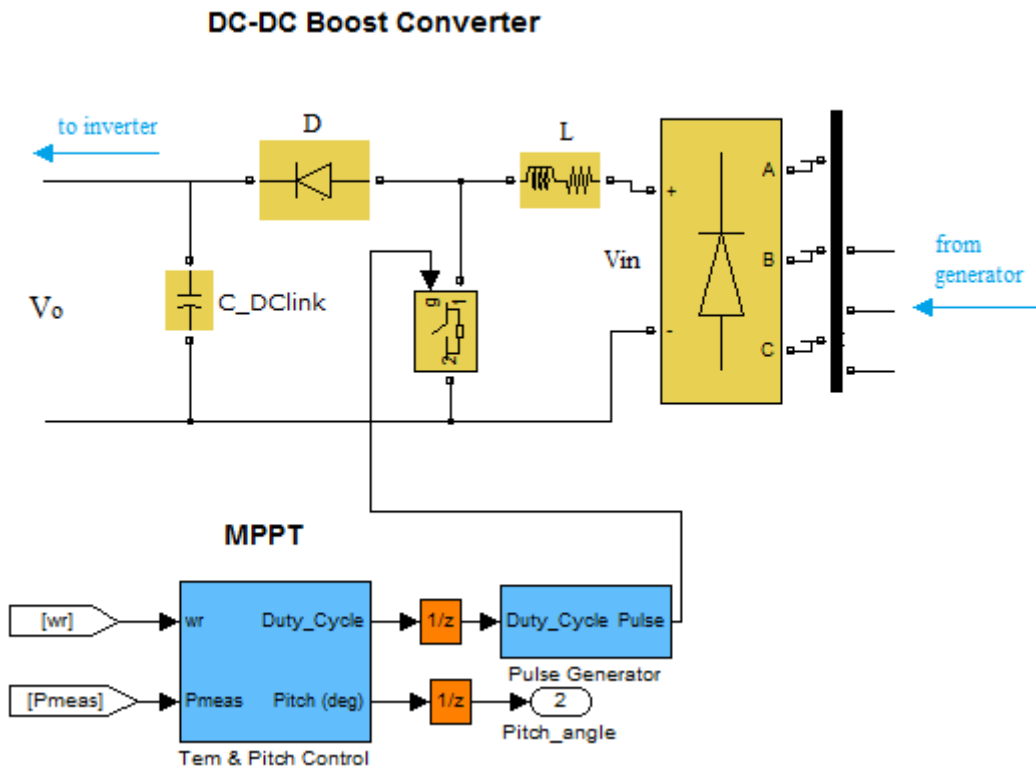 DC-DC Boost Converter
to inverter
D
L
A
+
g
1
Vin
B
from
generator
Vo
C_DClink
2
-
C
MPPT
[wr]
wr
Duty_Cycle
1/z
Duty_Cycle Pulse
Pulse Generator
[Pmeas]
Pmeas
Pitch (deg)
1/z
2
Pitch_angle
Tem & Pitch Control